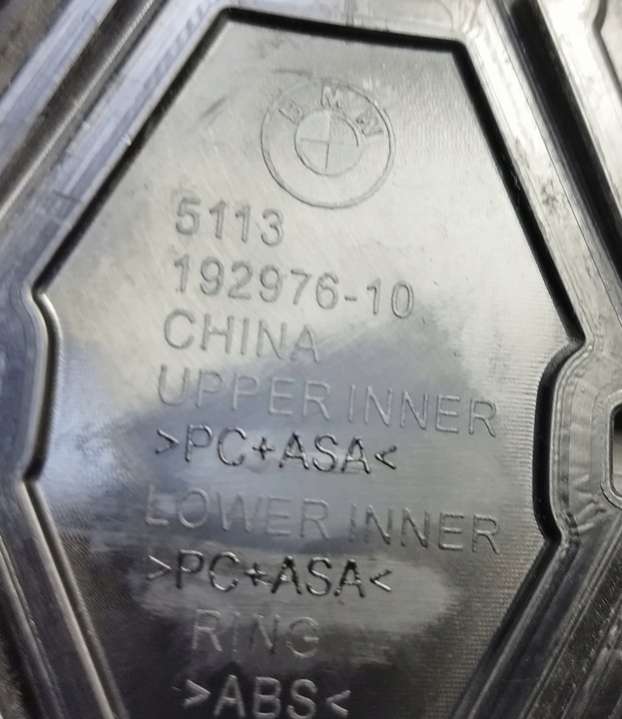 BMW
5113
192976-10
CHINA
UPPER INNER
>PC+ASA<
LOWER INNER
>PC+ASA<
RING
>ABS<